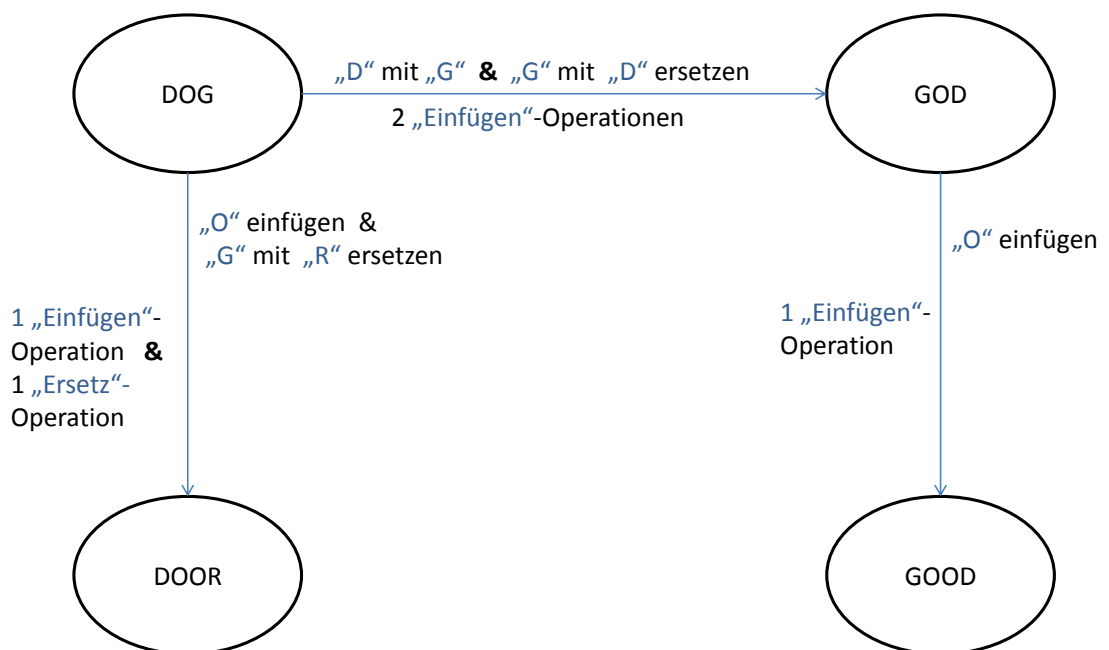 DOG
„D“ mit „G“ & „G“ mit „D“ ersetzen
2 „Einfügen“-Operationen
GOD
„O“ einfügen &
„G“ mit „R“ ersetzen
1 „Einfügen“-
Operation &
1 „Ersetz“-
Operation
„O“ einfügen
1 „Einfügen“-
Operation
DOOR
GOOD